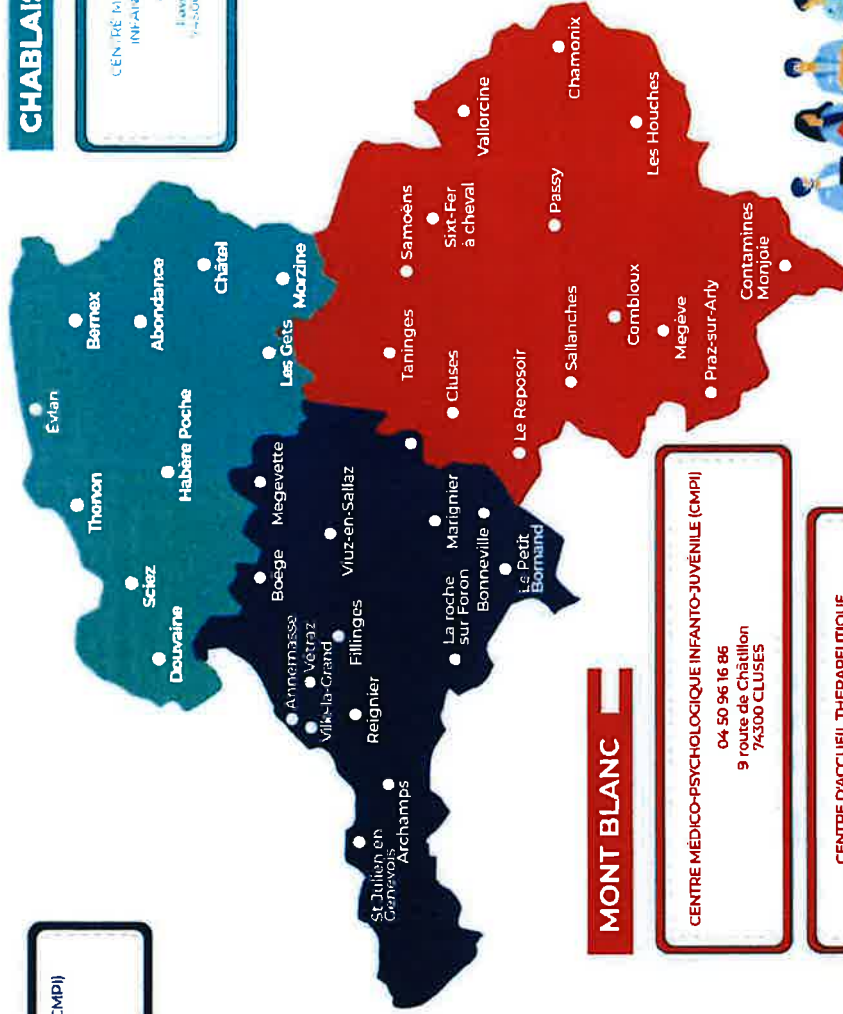 CHABLAIS
CENTRE M
INFAN
Évian
Thonon
Bernex
Sciez
Abondance
Douvaine
Habère Poche
Châtel
Les Gets
Morzine
Boëge
Megevette
Annemasse
Vétraz
Ville-la-Grand
Viuz-en-Sallaz
Fillinges
Reignier
St Julien en
Genevois
Archamps
La roche
sur Foron
Marignier
Bonneville
Le Petit
Bornand
Taninges
Samoëns
Sixt-Fer
à cheval
Vallorcine
Cluses
Chamonix
Le Reposoir
Passy
Sallanches
Combloux
Les Houches
Megève
Praz-sur-Arly
Contamines
Monjoie
CMPI)
MONT BLANC
CENTRE MÉDICO-PSYCHOLOGIQUE INFANTO-JUVÉNILE (CMPI)
04 50 96 16 86
9 route de Châtillon
74300 CLUSES
CENTRE D'ACCUEIL THERAPEUTIQUE